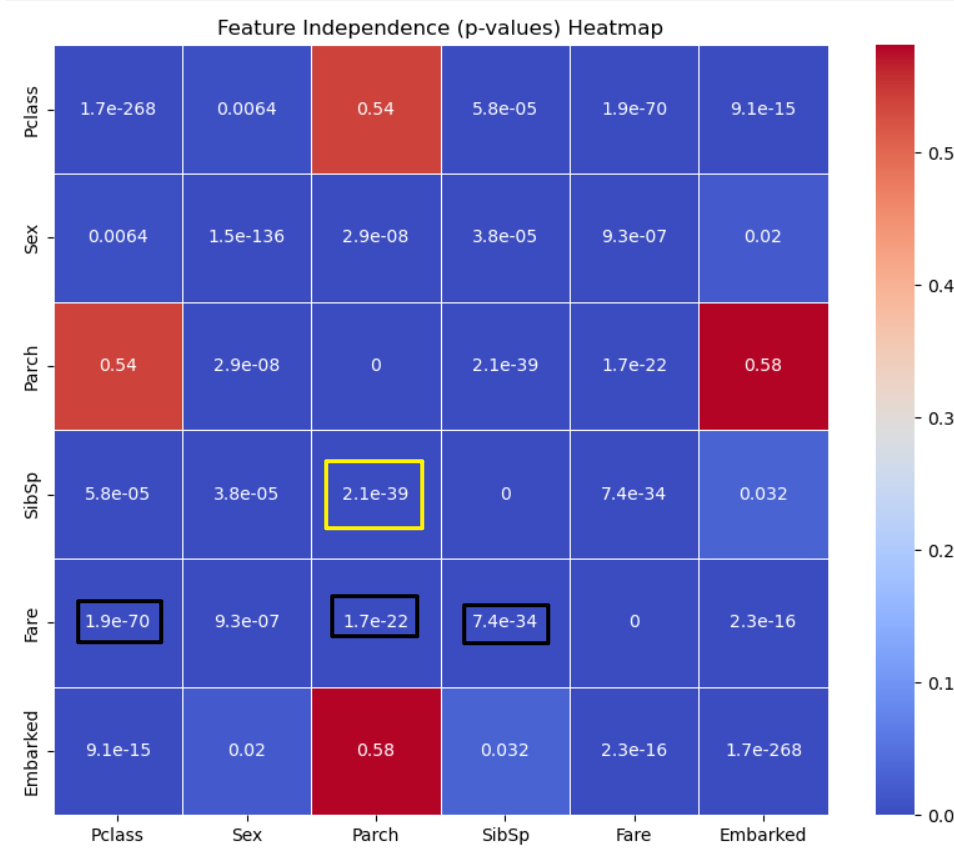 Feature Independence (p-values) Heatmap
Pclass 1.7e-268 0.0064 0.54 5.8e-05 1.9e-70 9.1e-15
Sex 0.0064 1.5e-136 2.9e-08 3.8e-05 9.3e-07 0.02
Parch 0.54 2.9e-08 0 2.1e-39 1.7e-22 0.58
SibSp 5.8e-05 3.8e-05 2.1e-39 0 7.4e-34 0.032
Fare 1.9e-70 9.3e-07 1.7e-22 7.4e-34 0 2.3e-16
Embarked 9.1e-15 0.02 0.58 0.032 2.3e-16 1.7e-268
Pclass Sex Parch SibSp Fare Embarked
0.5
0.4
0.3
0.2
0.1
0.0